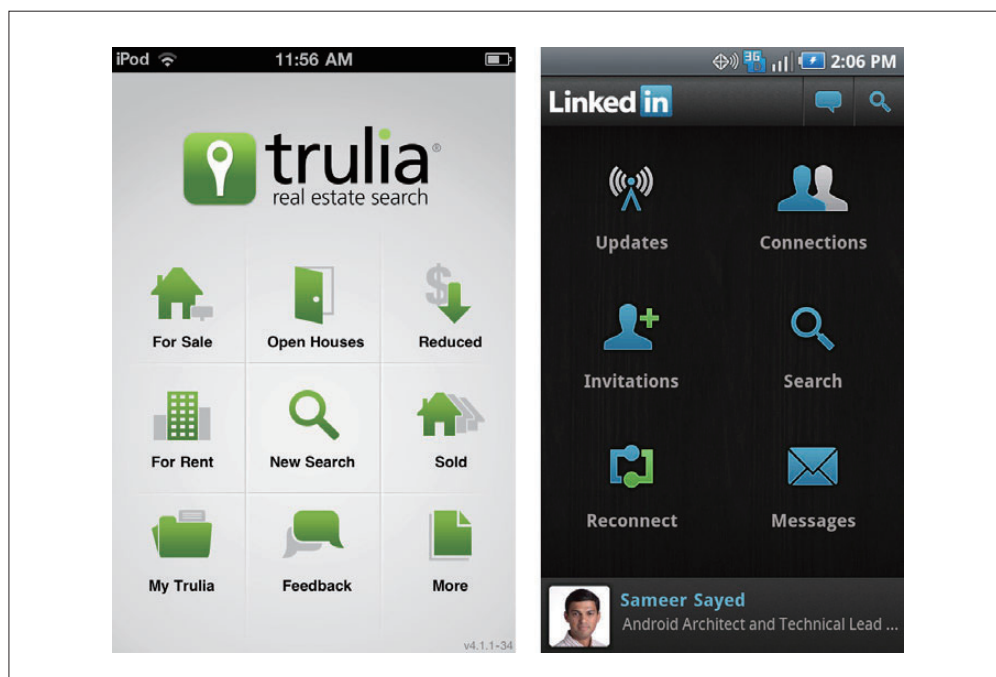 iPod 11:56 AM
trulia®
real estate search
For Sale Open Houses Reduced
For Rent New Search Sold
My Trulia Feedback More
v4.1.1-34
3G 2:06 PM
Linked in
Updates Connections
Invitations Search
Reconnect Messages
Sameer Sayed
Android Architect and Technical Lead ...